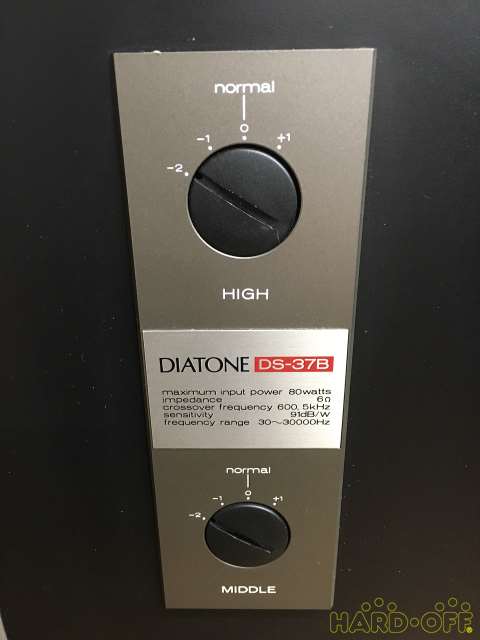 normal
0
-1 +1
-2
HIGH
DIATONE DS-37B
maximum input power 80watts
impedance 6Ω
crossover frequency 600, 5kHz
sensitivity 91dB/W
frequency range 30~30000Hz
normal
0
-1 +1
-2
MIDDLE
HARD-OFF